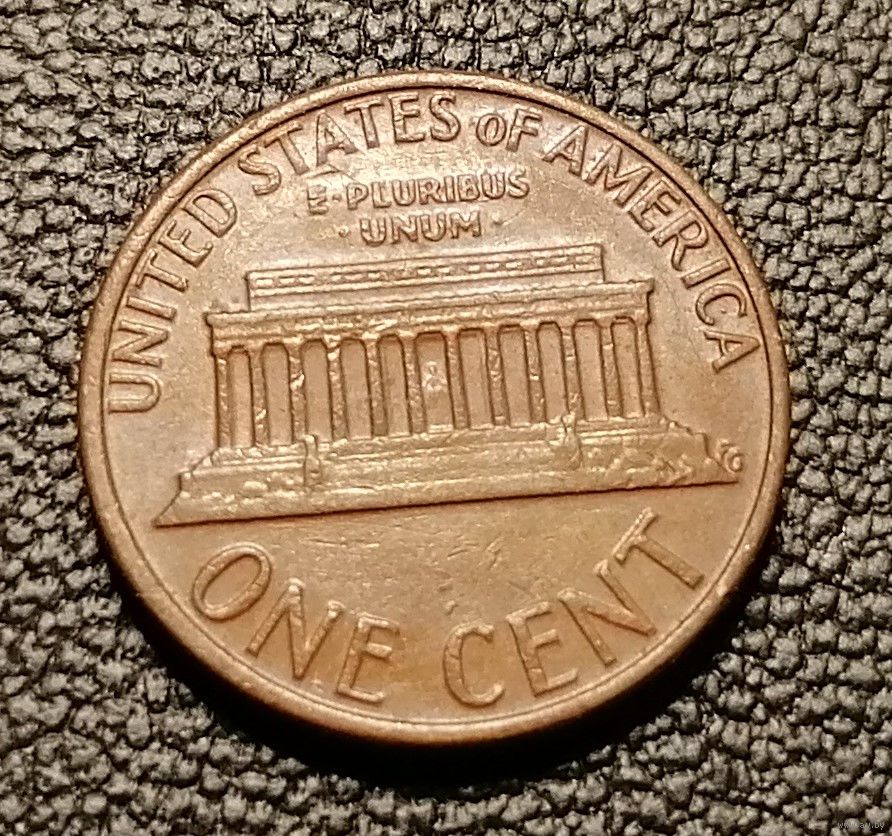 UNITED STATES OF AMERICA
E·PLURIBUS
·UNUM·
FG
ONE CENT